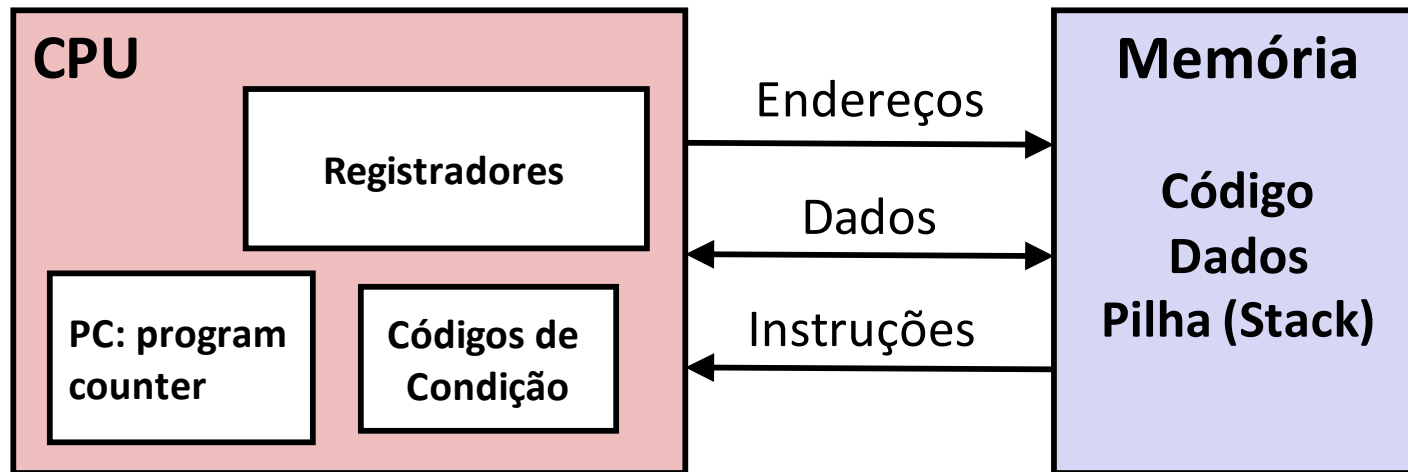 CPU
Registradores
PC: program
counter
Códigos de
Condição
Endereços
Dados
Instruções
Memória
Código
Dados
Pilha (Stack)